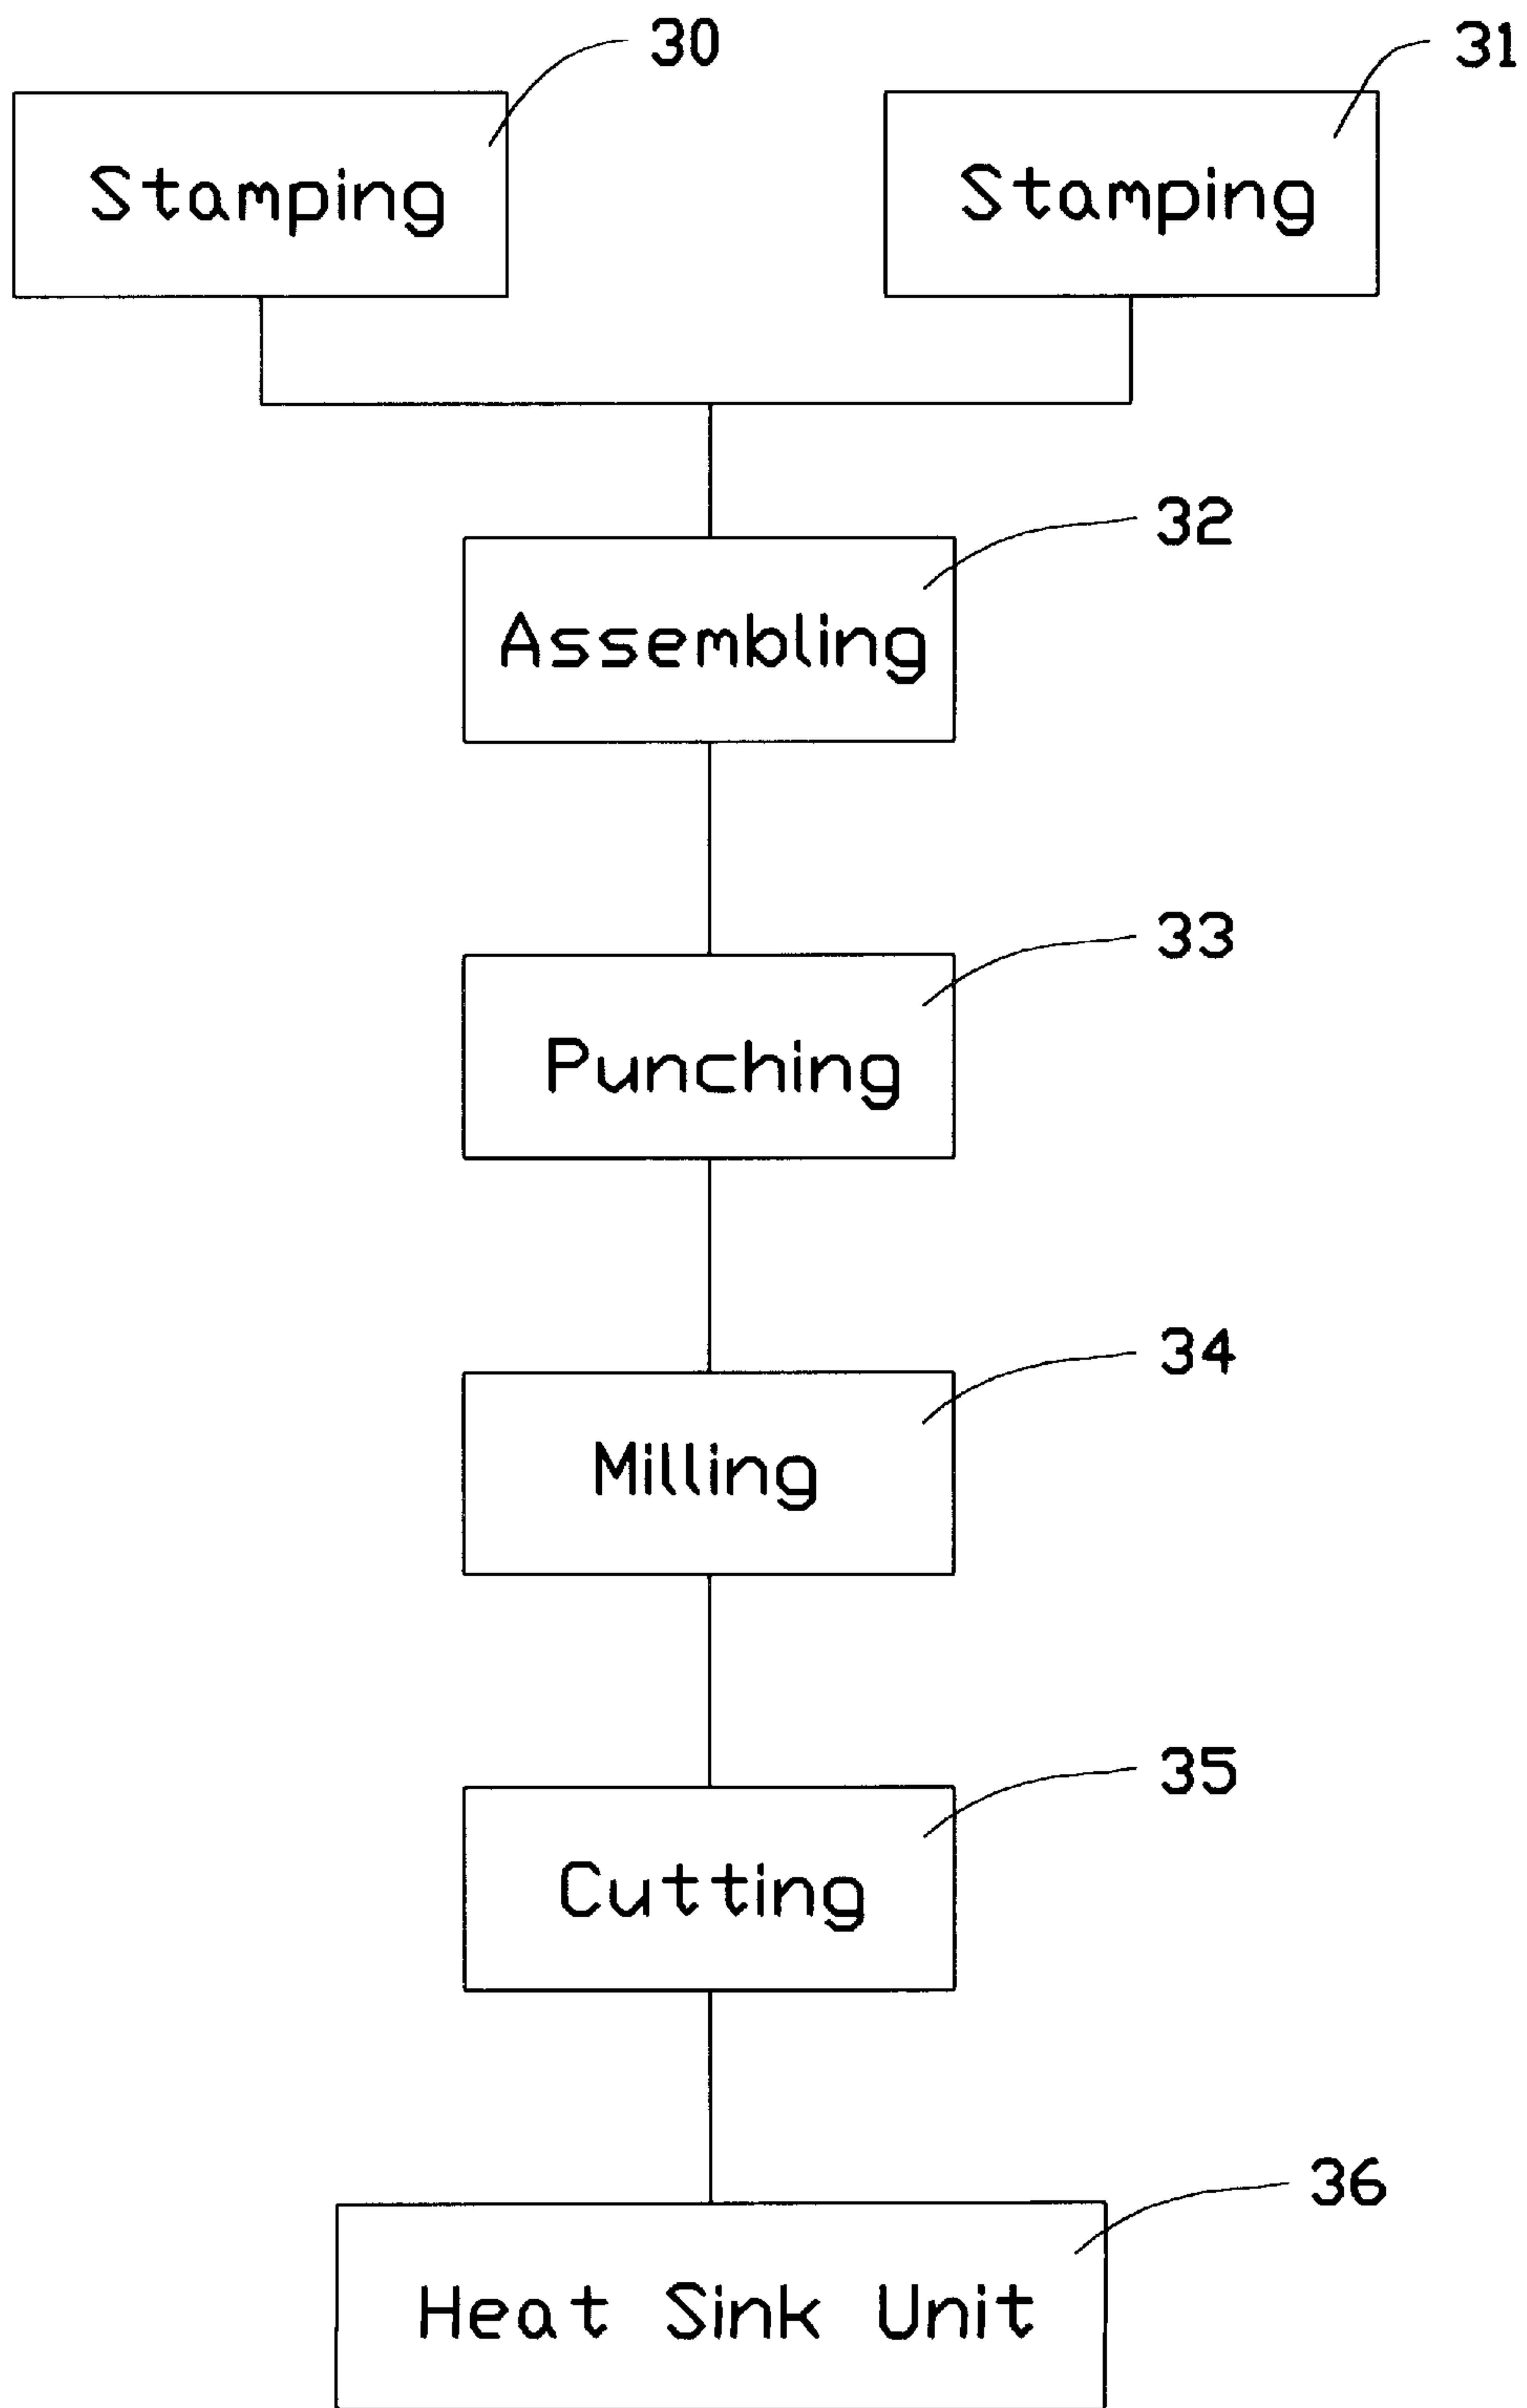 30
31
Stamping
Stamping
32
Assembling
33
Punching
34
Milling
35
Cutting
36
Heat Sink Unit